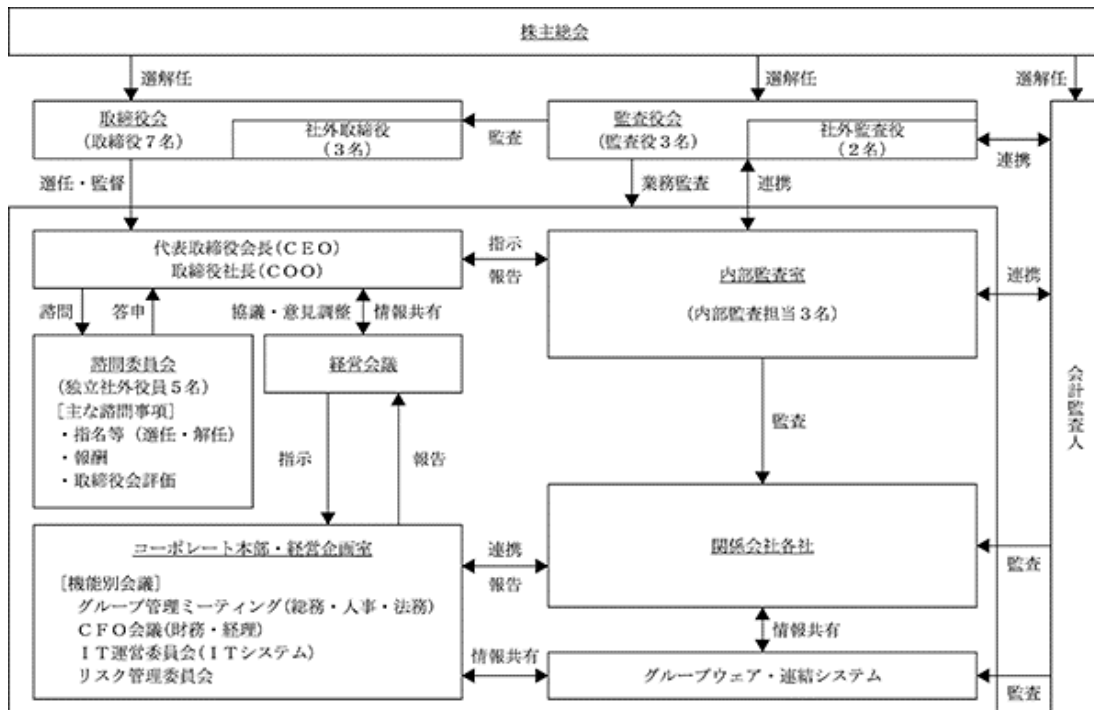 株主総会
選解任
選解任
選解任
取締役会
(取締役7名)
社外取締役
(3名)
監査
監査役会
(監査役3名)
社外監査役
(2名)
連携
選任・監督
業務監査
連携
代表取締役会長(CEO)
取締役社長(COO)
指示
報告
内部監査室
(内部監査担当3名)
連携
諮問
答申
協議・意見調整
情報共有
諮問委員会
(独立社外役員5名)
[主な諮問事項]
・指名等(選任・解任)
・報酬
・取締役会評価
経営会議
会計監査人
監査
指示
報告
コーポレート本部・経営企画室
[機能別会議]
グループ管理ミーティング(総務・人事・法務)
CFO会議(財務・経理)
IT運営委員会(ITシステム)
リスク管理委員会
連携
報告
関係会社各社
監査
情報共有
情報共有
グループウェア・連結システム
監査